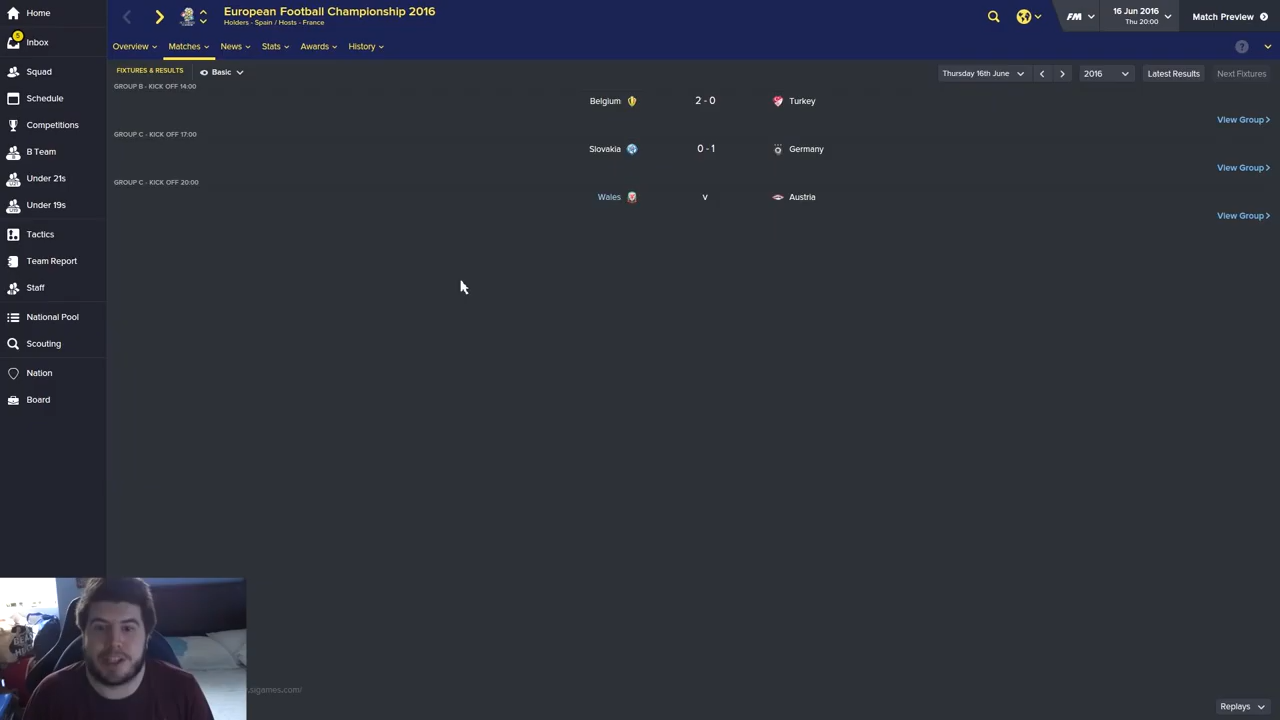 Home
European Football Championship 2016
Holders - Spain / Hosts - France
FM
16 Jun 2016
Thu 20:00
Match Preview
5
Inbox
Overview
Matches
News
Stats
Awards
History
?
Squad
FIXTURES & RESULTS
Basic
Thursday 16th June
2016
Latest Results
Next Fixtures
Schedule
GROUP B - KICK OFF 14:00
Belgium 2 - 0 Turkey
View Group
Competitions
GROUP C - KICK OFF 17:00
Slovakia 0 - 1 Germany
View Group
B Team
Under 21s
GROUP C - KICK OFF 20:00
Wales v Austria
View Group
Under 19s
Tactics
Team Report
Staff
National Pool
Scouting
Nation
Board
.sigames.com/
Replays